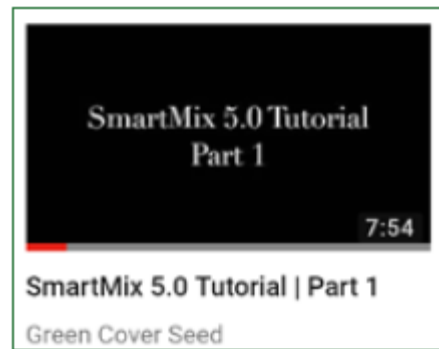 SmartMix 5.0 Tutorial
Part 1
7:54
SmartMix 5.0 Tutorial | Part 1
Green Cover Seed